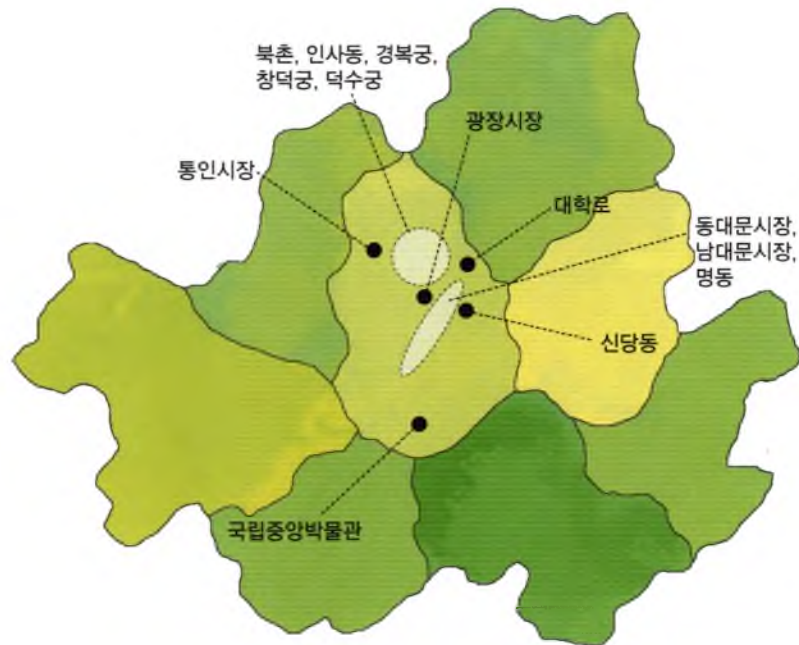 북촌, 인사동, 경복궁,
창덕궁, 덕수궁
광장시장
통인시장
대학로
동대문시장,
남대문시장,
명동
신당동
국립중앙박물관